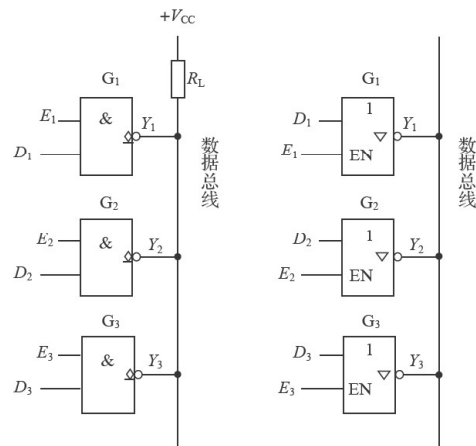 +V_CC
R_L
G₁
E₁
D₁
&
Y₁
G₂
E₂
D₂
&
Y₂
G₃
E₃
D₃
&
Y₃
数据总线
G₁
D₁
E₁
1
EN
Y₁
G₂
D₂
E₂
1
EN
Y₂
G₃
D₃
E₃
1
EN
Y₃
数据总线